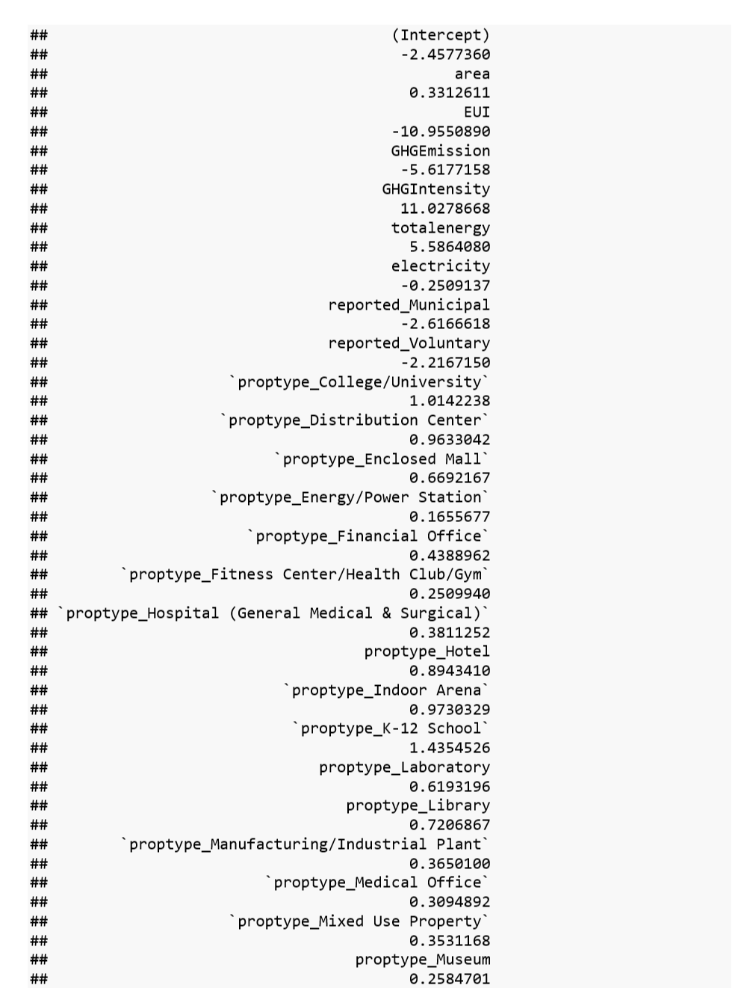 ## (Intercept)
## -2.4577360
## area
## 0.3312611
## EUI
## -10.9550890
## GHGEmission
## -5.6177158
## GHGIntensity
## 11.0278668
## totalenergy
## 5.5864080
## electricity
## -0.2509137
## reported_Municipal
## -2.6166618
## reported_Voluntary
## -2.2167150
## `proptype_College/University`
## 1.0142238
## `proptype_Distribution Center`
## 0.9633042
## `proptype_Enclosed Mall`
## 0.6692167
## `proptype_Energy/Power Station`
## 0.1655677
## `proptype_Financial Office`
## 0.4388962
## `proptype_Fitness Center/Health Club/Gym`
## 0.2509940
## `proptype_Hospital (General Medical & Surgical)`
## 0.3811252
## proptype_Hotel
## 0.8943410
## `proptype_Indoor Arena`
## 0.9730329
## `proptype_K-12 School`
## 1.4354526
## proptype_Laboratory
## 0.6193196
## proptype_Library
## 0.7206867
## `proptype_Manufacturing/Industrial Plant`
## 0.3650100
## `proptype_Medical Office`
## 0.3094892
## `proptype_Mixed Use Property`
## 0.3531168
## proptype_Museum
## 0.2584701